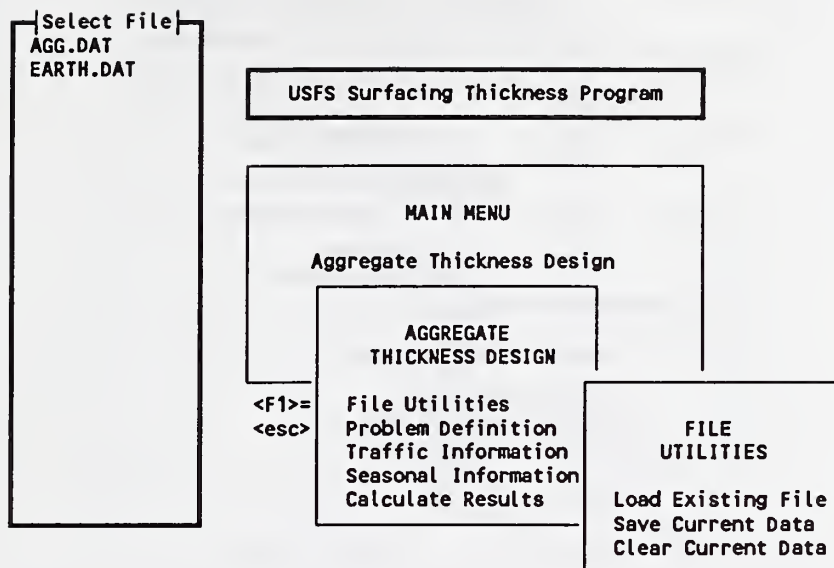 Select File
AGG.DAT
EARTH.DAT
USFS Surfacing Thickness Program
MAIN MENU
Aggregate Thickness Design
AGGREGATE
THICKNESS DESIGN
<F1>=
<esc>
File Utilities
Problem Definition
Traffic Information
Seasonal Information
Calculate Results
FILE
UTILITIES
Load Existing File
Save Current Data
Clear Current Data